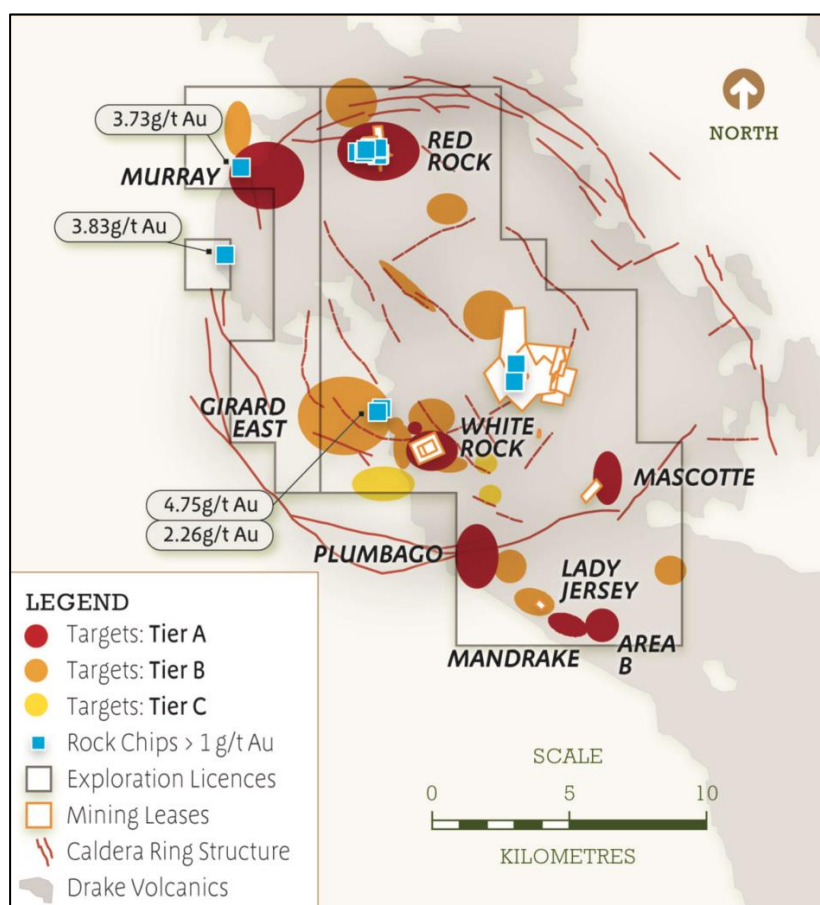 3.73g/t Au
MURRAY
RED
ROCK
NORTH
3.83g/t Au
GIRARD
EAST
WHITE
ROCK
MASCOTTE
4.75g/t Au
2.26g/t Au
PLUMBAGO
LADY
JERSEY
MANDRAKE
AREA
B
LEGEND
Targets: Tier A
Targets: Tier B
Targets: Tier C
Rock Chips > 1 g/t Au
Exploration Licences
Mining Leases
Caldera Ring Structure
Drake Volcanics
SCALE
0 5 10
KILOMETRES